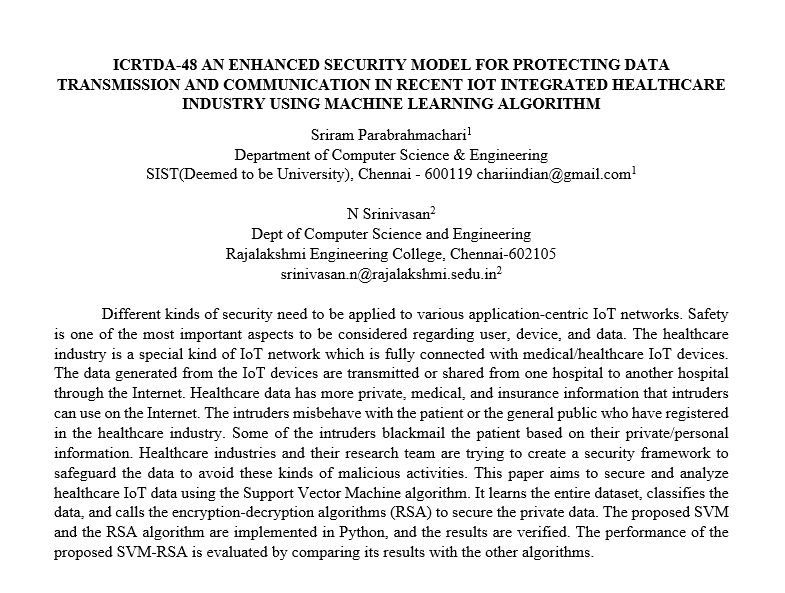 ICRTDA-48 AN ENHANCED SECURITY MODEL FOR PROTECTING DATA
TRANSMISSION AND COMMUNICATION IN RECENT IOT INTEGRATED HEALTHCARE
INDUSTRY USING MACHINE LEARNING ALGORITHM
Sriram Parabrahmachari¹
Department of Computer Science & Engineering
SIST(Deemed to be University), Chennai - 600119 chariindian@gmail.com¹
N Srinivasan²
Dept of Computer Science and Engineering
Rajalakshmi Engineering College, Chennai-602105
srinivasan.n@rajalakshmi.sedu.in²
Different kinds of security need to be applied to various application-centric IoT networks. Safety
is one of the most important aspects to be considered regarding user, device, and data. The healthcare
industry is a special kind of IoT network which is fully connected with medical/healthcare IoT devices.
The data generated from the IoT devices are transmitted or shared from one hospital to another hospital
through the Internet. Healthcare data has more private, medical, and insurance information that intruders
can use on the Internet. The intruders misbehave with the patient or the general public who have registered
in the healthcare industry. Some of the intruders blackmail the patient based on their private/personal
information. Healthcare industries and their research team are trying to create a security framework to
safeguard the data to avoid these kinds of malicious activities. This paper aims to secure and analyze
healthcare IoT data using the Support Vector Machine algorithm. It learns the entire dataset, classifies the
data, and calls the encryption-decryption algorithms (RSA) to secure the private data. The proposed SVM
and the RSA algorithm are implemented in Python, and the results are verified. The performance of the
proposed SVM-RSA is evaluated by comparing its results with the other algorithms.